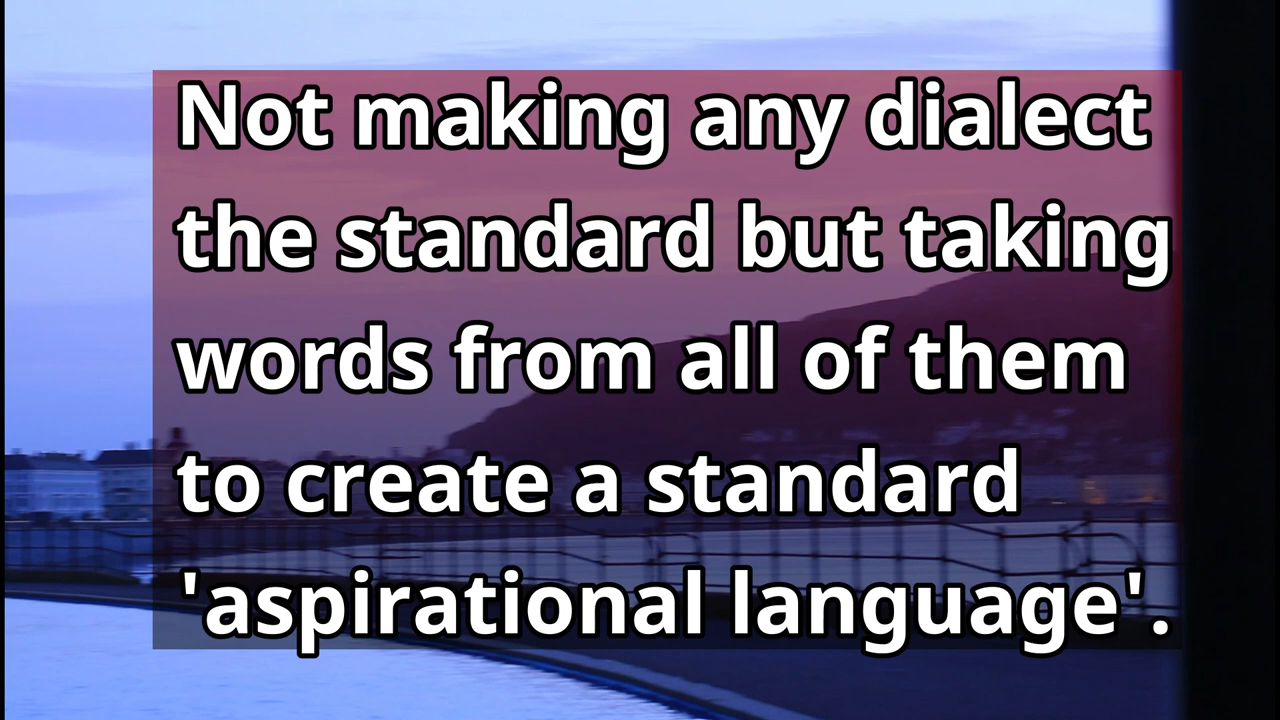 Not making any dialect
the standard but taking
words from all of them
to create a standard
'aspirational language'.